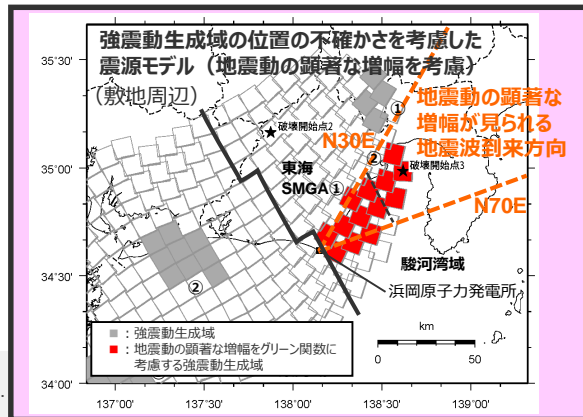 強震動生成域の位置の不確かさを考慮した
震源モデル（地震動の顕著な増幅を考慮）
（敷地周辺）
35˚30'
35˚00'
34˚30'
34˚00'
137˚00'
137˚30'
138˚00'
138˚30'
139˚00'
①
地震動の顕著な
増幅が見られる
地震波到来方向
破壊開始点2
N30E
②
破壊開始点3
東海
SMGA①
N70E
駿河湾域
浜岡原子力発電所
②
：強震動生成域
：地震動の顕著な増幅をグリーン関数に
考慮する強震動生成域
km
0
50